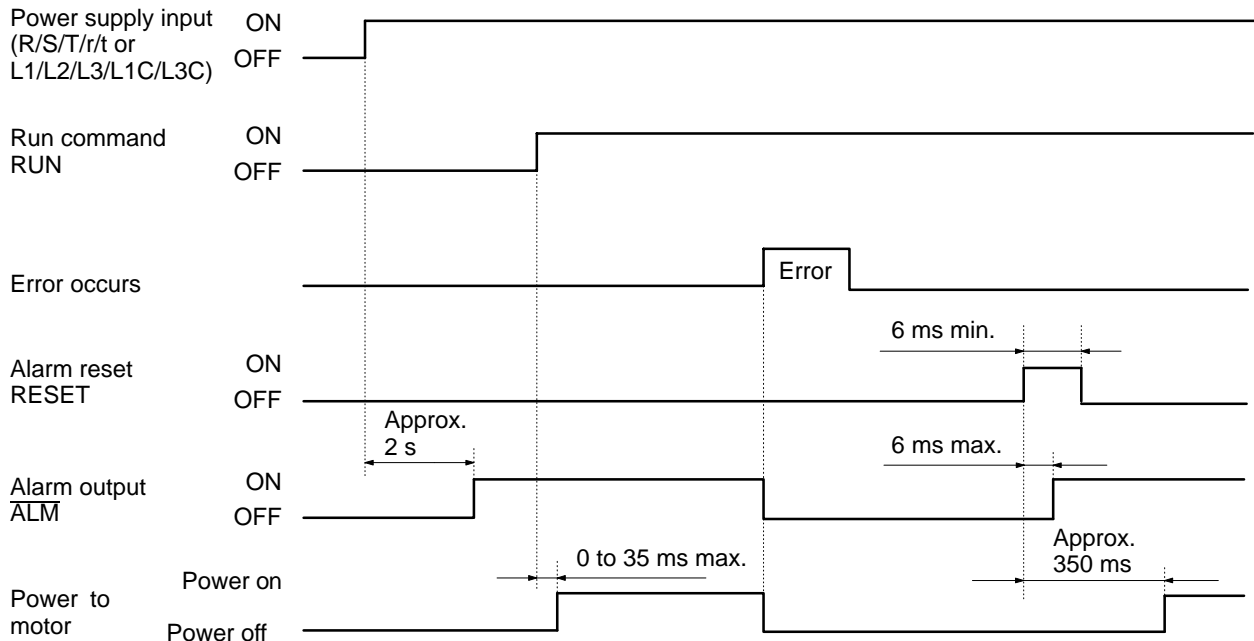 Power supply input
(R/S/T/r/t or
L1/L2/L3/L1C/L3C)
ON
OFF
Run command
RUN
ON
OFF
Error occurs
Error
6 ms min.
Alarm reset
RESET
ON
OFF
Approx.
2 s
6 ms max.
Alarm output
ALM
ON
OFF
Approx.
350 ms
0 to 35 ms max.
Power to
motor
Power on
Power off